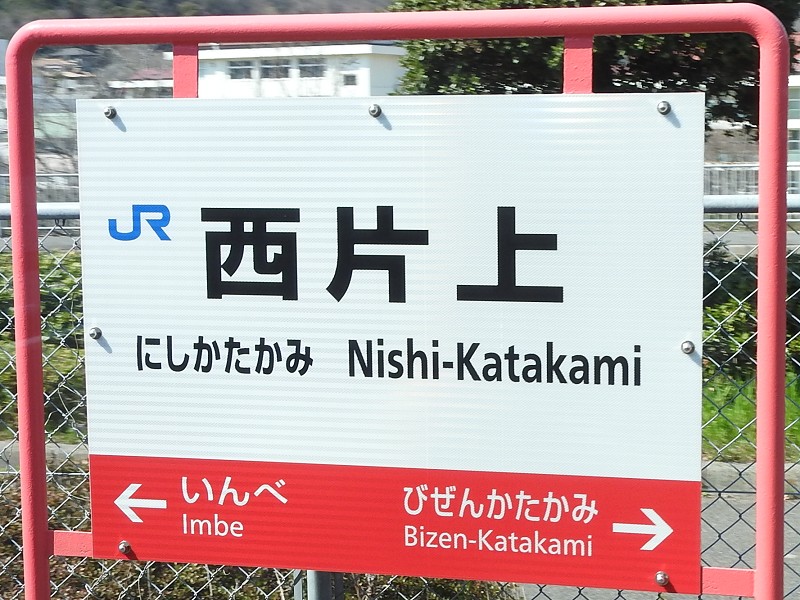 JR 西片上
にしかたかみ Nishi-Katakami
← いんべ
Imbe
びぜんかたかみ →
Bizen-Katakami